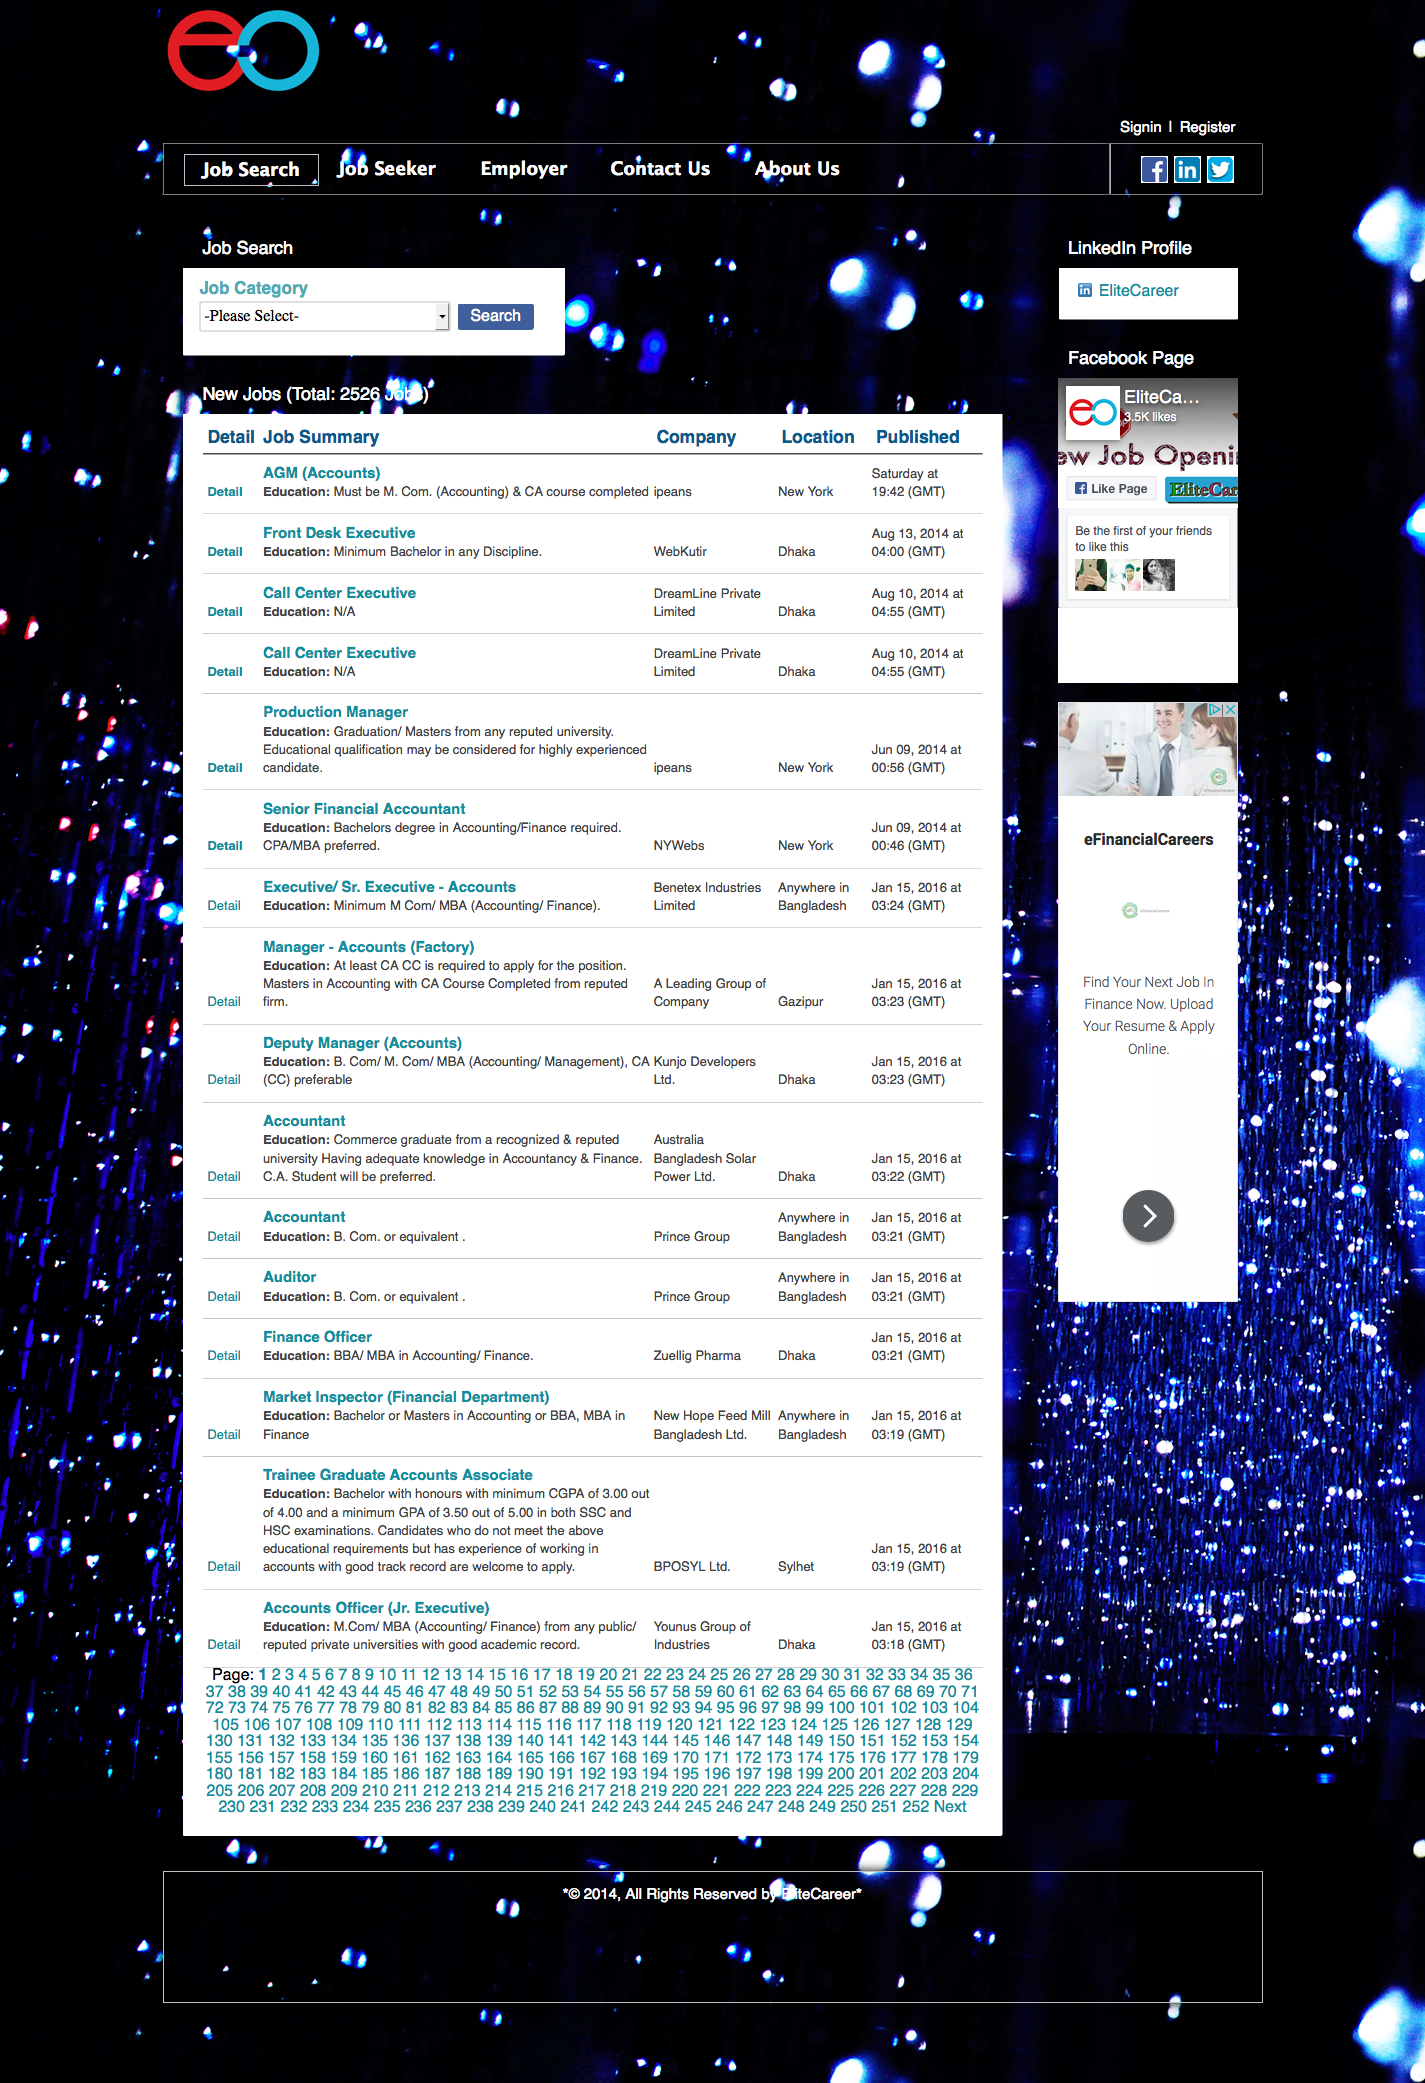 eo
Signin | Register
Job Search Job Seeker Employer Contact Us About Us
Job Search
Job Category
-Please Select- Search
New Jobs (Total: 2526 Jobs)
Detail Job Summary Company Location Published
AGM (Accounts) Saturday at
Detail Education: Must be M. Com. (Accounting) & CA course completed ipeans New York 19:42 (GMT)
Front Desk Executive Aug 13, 2014 at
Detail Education: Minimum Bachelor in any Discipline. WebKutir Dhaka 04:00 (GMT)
Call Center Executive DreamLine Private Aug 10, 2014 at
Detail Education: N/A Limited Dhaka 04:55 (GMT)
Call Center Executive DreamLine Private Aug 10, 2014 at
Detail Education: N/A Limited Dhaka 04:55 (GMT)
Production Manager
Education: Graduation/ Masters from any reputed university.
Educational qualification may be considered for highly experienced Jun 09, 2014 at
Detail candidate. ipeans New York 00:56 (GMT)
Senior Financial Accountant
Education: Bachelors degree in Accounting/Finance required. Jun 09, 2014 at
Detail CPA/MBA preferred. NYWebs New York 00:46 (GMT)
Executive/ Sr. Executive - Accounts Benetex Industries Anywhere in Jan 15, 2016 at
Detail Education: Minimum M Com/ MBA (Accounting/ Finance). Limited Bangladesh 03:24 (GMT)
Manager - Accounts (Factory)
Education: At least CA CC is required to apply for the position.
Masters in Accounting with CA Course Completed from reputed A Leading Group of Jan 15, 2016 at
Detail firm. Company Gazipur 03:23 (GMT)
Deputy Manager (Accounts)
Education: B. Com/ M. Com/ MBA (Accounting/ Management), CA Kunjo Developers Jan 15, 2016 at
Detail (CC) preferable Ltd. Dhaka 03:23 (GMT)
Accountant
Education: Commerce graduate from a recognized & reputed Australia
university Having adequate knowledge in Accountancy & Finance. Bangladesh Solar Jan 15, 2016 at
Detail C.A. Student will be preferred. Power Ltd. Dhaka 03:22 (GMT)
Accountant Anywhere in Jan 15, 2016 at
Detail Education: B. Com. or equivalent . Prince Group Bangladesh 03:21 (GMT)
Auditor Anywhere in Jan 15, 2016 at
Detail Education: B. Com. or equivalent . Prince Group Bangladesh 03:21 (GMT)
Finance Officer Jan 15, 2016 at
Detail Education: BBA/ MBA in Accounting/ Finance. Zuellig Pharma Dhaka 03:21 (GMT)
Market Inspector (Financial Department)
Education: Bachelor or Masters in Accounting or BBA, MBA in New Hope Feed Mill Anywhere in Jan 15, 2016 at
Detail Finance Bangladesh Ltd. Bangladesh 03:19 (GMT)
Trainee Graduate Accounts Associate
Education: Bachelor with honours with minimum CGPA of 3.00 out
of 4.00 and a minimum GPA of 3.50 out of 5.00 in both SSC and
HSC examinations. Candidates who do not meet the above
educational requirements but has experience of working in Jan 15, 2016 at
Detail accounts with good track record are welcome to apply. BPOSYL Ltd. Sylhet 03:19 (GMT)
Accounts Officer (Jr. Executive)
Education: M.Com/ MBA (Accounting/ Finance) from any public/ Younus Group of Jan 15, 2016 at
Detail reputed private universities with good academic record. Industries Dhaka 03:18 (GMT)
Page: 1 2 3 4 5 6 7 8 9 10 11 12 13 14 15 16 17 18 19 20 21 22 23 24 25 26 27 28 29 30 31 32 33 34 35 36
37 38 39 40 41 42 43 44 45 46 47 48 49 50 51 52 53 54 55 56 57 58 59 60 61 62 63 64 65 66 67 68 69 70 71
72 73 74 75 76 77 78 79 80 81 82 83 84 85 86 87 88 89 90 91 92 93 94 95 96 97 98 99 100 101 102 103 104
105 106 107 108 109 110 111 112 113 114 115 116 117 118 119 120 121 122 123 124 125 126 127 128 129
130 131 132 133 134 135 136 137 138 139 140 141 142 143 144 145 146 147 148 149 150 151 152 153 154
155 156 157 158 159 160 161 162 163 164 165 166 167 168 169 170 171 172 173 174 175 176 177 178 179
180 181 182 183 184 185 186 187 188 189 190 191 192 193 194 195 196 197 198 199 200 201 202 203 204
205 206 207 208 209 210 211 212 213 214 215 216 217 218 219 220 221 222 223 224 225 226 227 228 229
230 231 232 233 234 235 236 237 238 239 240 241 242 243 244 245 246 247 248 249 250 251 252 Next
LinkedIn Profile
EliteCareer
Facebook Page
EliteCa...
3.5K likes
ew Job Openi
Like Page EliteCar
Be the first of your friends
to like this
eFinancialCareers
Find Your Next Job In
Finance Now. Upload
Your Resume & Apply
Online.
*© 2014, All Rights Reserved by EliteCareer*